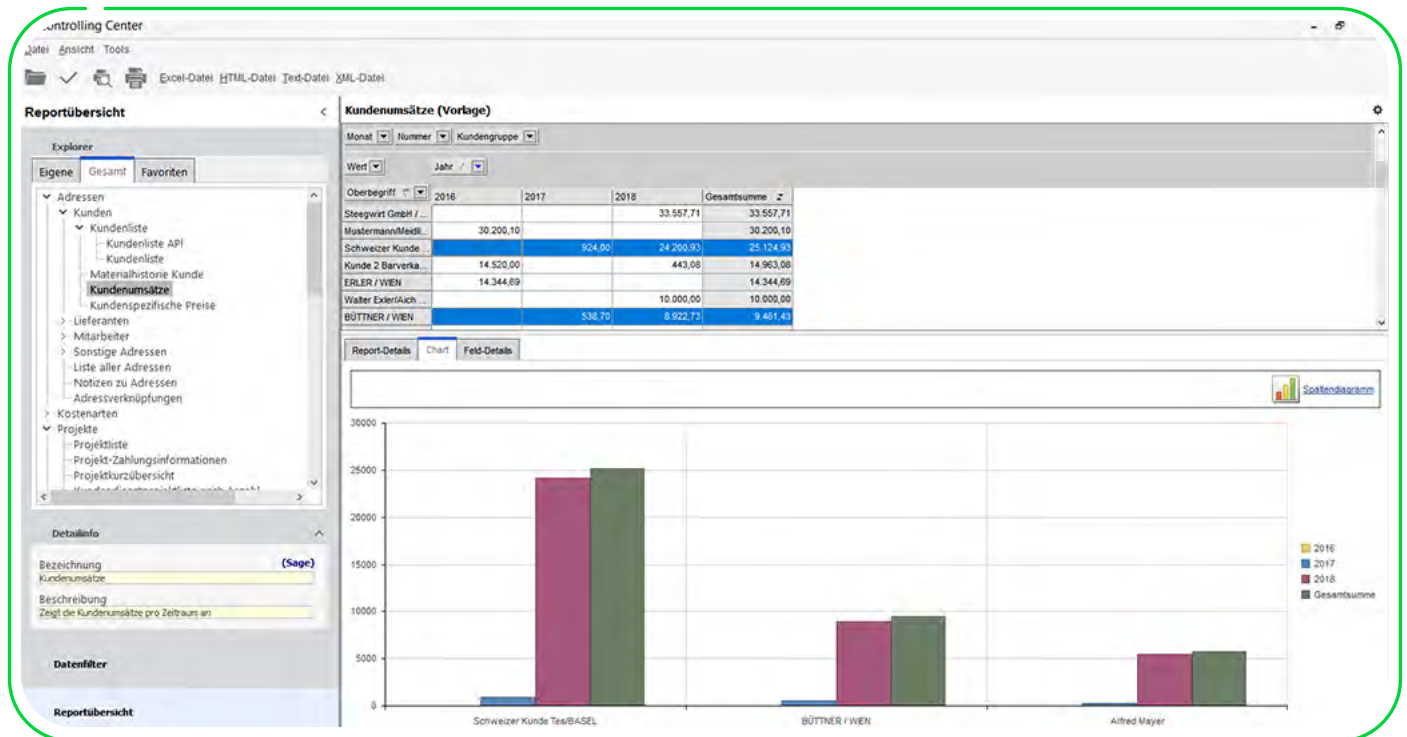 ontrolling Center
Datei Ansicht Tools
Excel-Datei HTML-Datei Text-Datei XML-Datei
Reportübersicht
Explorer
Eigene Gesamt Favoriten
Adressen
Kunden
Kundenliste
Kundenliste API
Kundenliste
Materialhistorie Kunde
Kundenumsätze
Kundenspezifische Preise
Lieferanten
Mitarbeiter
Sonstige Adressen
Liste aller Adressen
Notizen zu Adressen
Adressverknüpfungen
Kostenarten
Projekte
Projektliste
Projekt-Zahlungsinformationen
Projektkurzübersicht
Detailinfo
Bezeichnung (Sage)
Kundenumsätze
Beschreibung
Zeigt die Kundenumsätze pro Zeitraum an
Datenfilter
Reportübersicht
Kundenumsätze (Vorlage)
Monat Nummer Kundengruppe
Wert Jahr
Oberbegriff 2016 2017 2018 Gesamtsumme
Steegwirt GmbH / ... 33.557,71 33.557,71
Mustermann/Meidli... 30.200,10 30.200,10
Schweizer Kunde ... 924,00 24.200,93 25.124,93
Kunde 2 Barverka... 14.520,00 443,08 14.963,08
ERLER / WIEN 14.344,69 14.344,69
Walter Exler/Aich ... 10.000,00 10.000,00
BÜTTNER / WIEN 538,70 8.922,73 9.461,43
Report-Details Chart Feld-Details
Spaltendiagramm
30000
25000
20000
15000
10000
5000
0
Schweizer Kunde Tes/BASEL BÜTTNER / WIEN Alfred Mayer
2016
2017
2018
Gesamtsumme